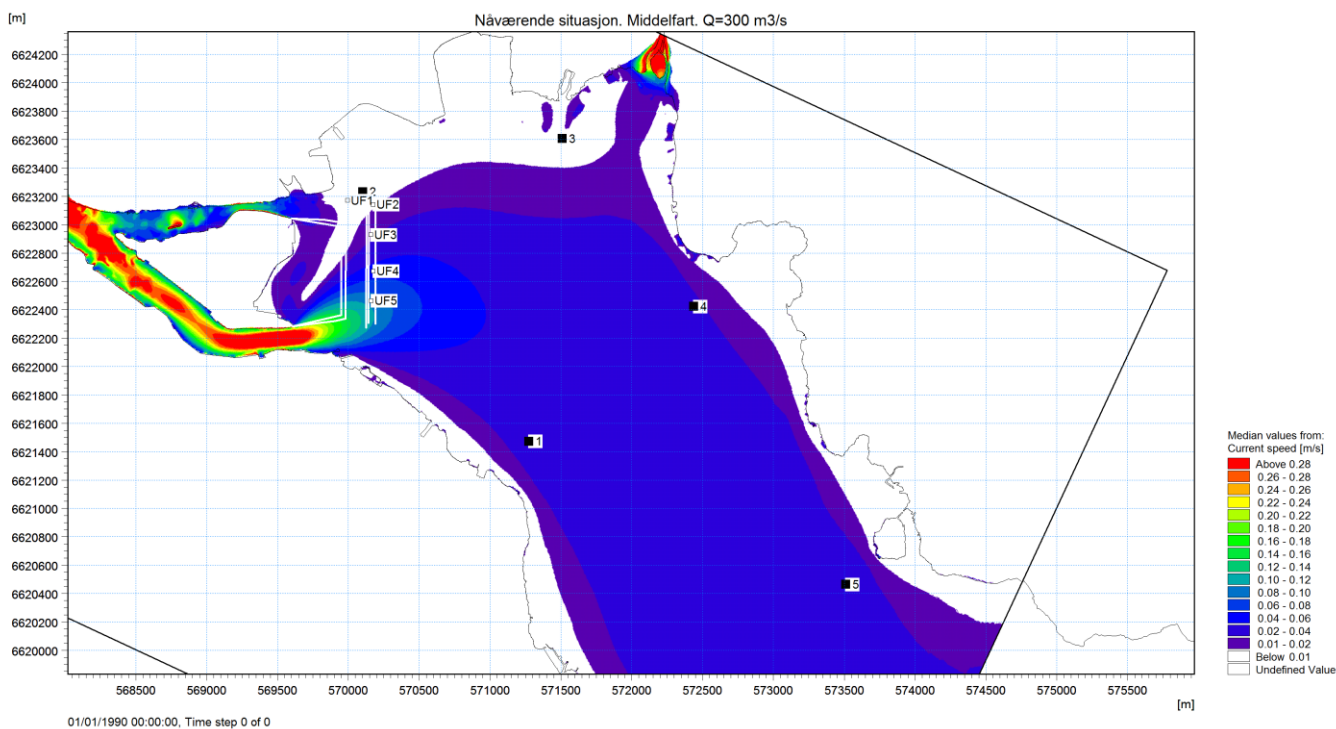 [m]
Nåværende situasjon. Middelfart. Q=300 m3/s
6624200
6624000
6623800
6623600
6623400
6623200
6623000
6622800
6622600
6622400
6622200
6622000
6621800
6621600
6621400
6621200
6621000
6620800
6620600
6620400
6620200
6620000
3
2
UF1
UF2
UF3
UF4
UF5
4
1
5
568500 569000 569500 570000 570500 571000 571500 572000 572500 573000 573500 574000 574500 575000 575500
[m]
Median values from:
Current speed [m/s]
Above 0.28
0.26 - 0.28
0.24 - 0.26
0.22 - 0.24
0.20 - 0.22
0.18 - 0.20
0.16 - 0.18
0.14 - 0.16
0.12 - 0.14
0.10 - 0.12
0.08 - 0.10
0.06 - 0.08
0.04 - 0.06
0.02 - 0.04
0.01 - 0.02
Below 0.01
Undefined Value
01/01/1990 00:00:00, Time step 0 of 0